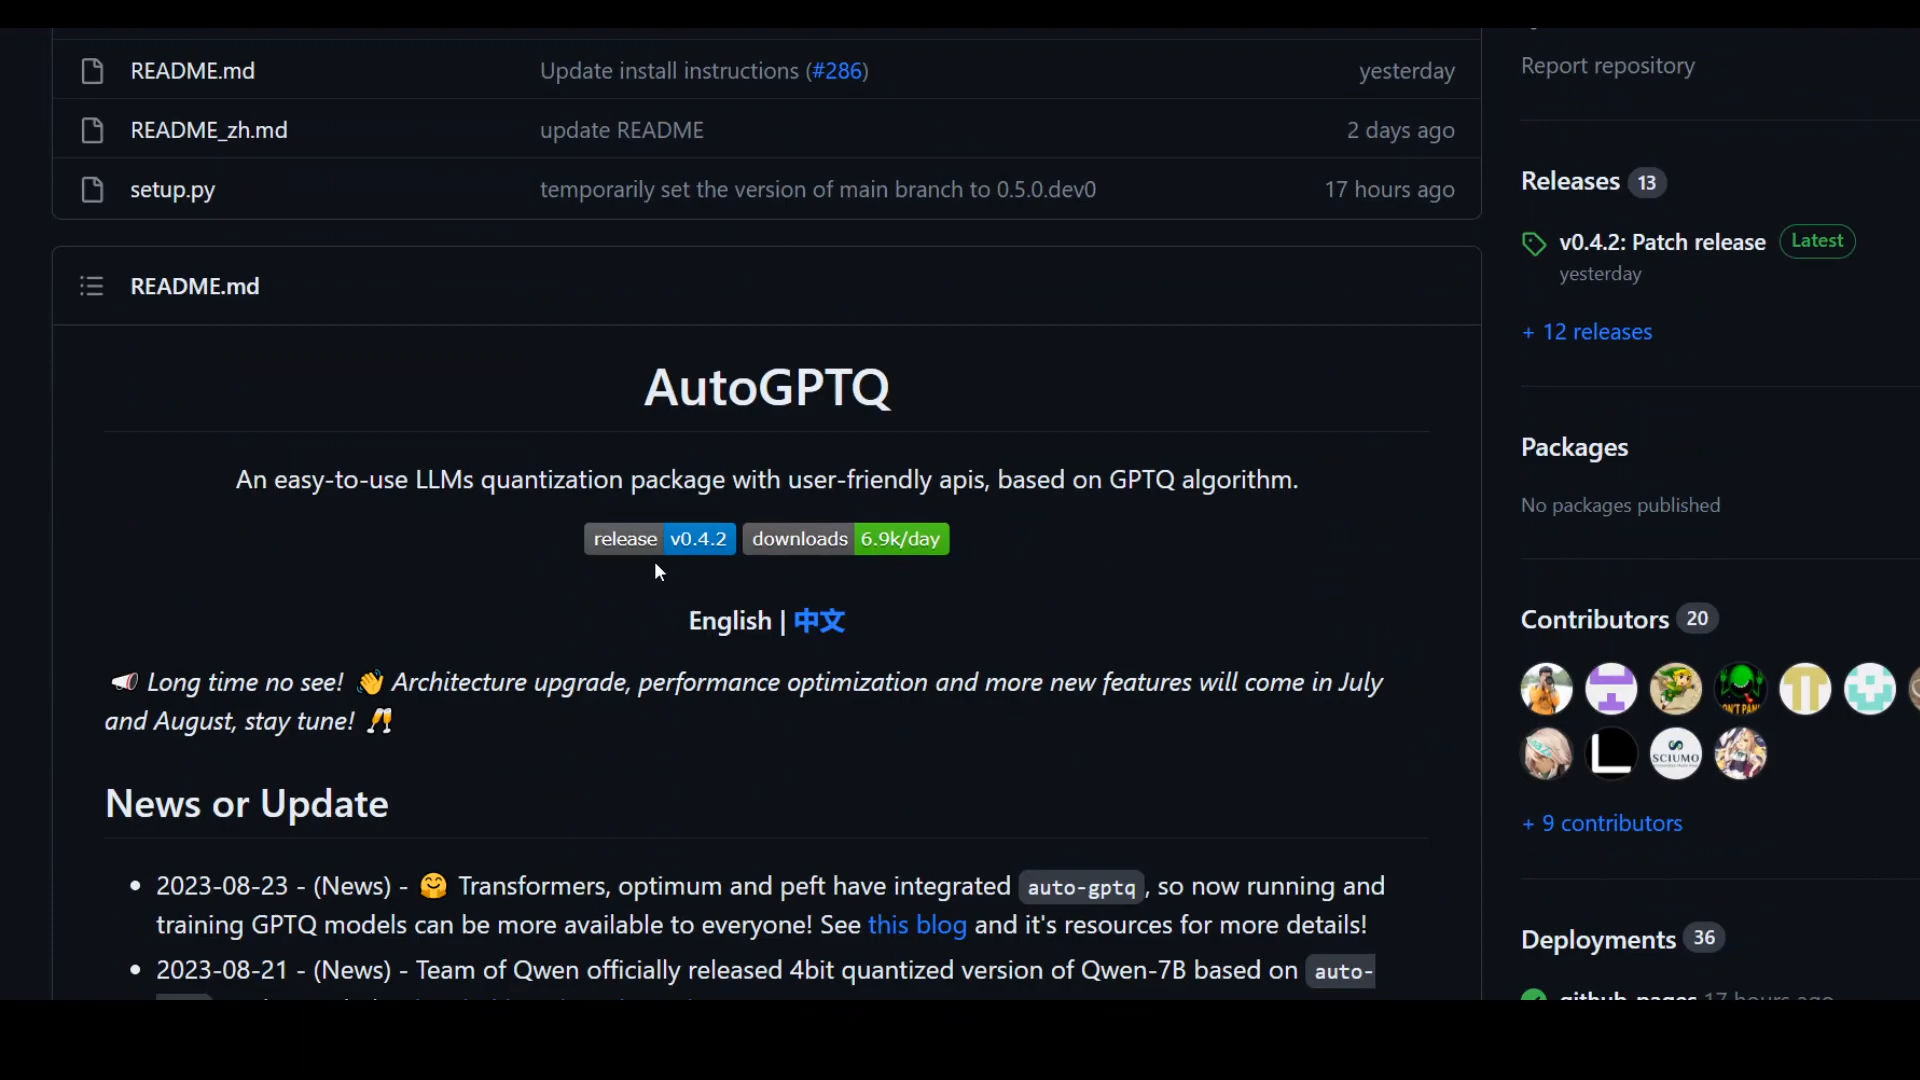 README.md Update install instructions (#286) yesterday
README_zh.md update README 2 days ago
setup.py temporarily set the version of main branch to 0.5.0.dev0 17 hours ago
README.md
AutoGPTQ
An easy-to-use LLMs quantization package with user-friendly apis, based on GPTQ algorithm.
release v0.4.2 downloads 6.9k/day
English | 中文
📣 Long time no see! 👋 Architecture upgrade, performance optimization and more new features will come in July
and August, stay tune! 🥂
News or Update
2023-08-23 - (News) - 🤗 Transformers, optimum and peft have integrated auto-gptq, so now running and
training GPTQ models can be more available to everyone! See this blog and it's resources for more details!
2023-08-21 - (News) - Team of Qwen officially released 4bit quantized version of Qwen-7B based on auto-
Report repository
Releases 13
v0.4.2: Patch release Latest
yesterday
+ 12 releases
Packages
No packages published
Contributors 20
SCIUMO
+ 9 contributors
Deployments 36
github-pages 17 hours ago